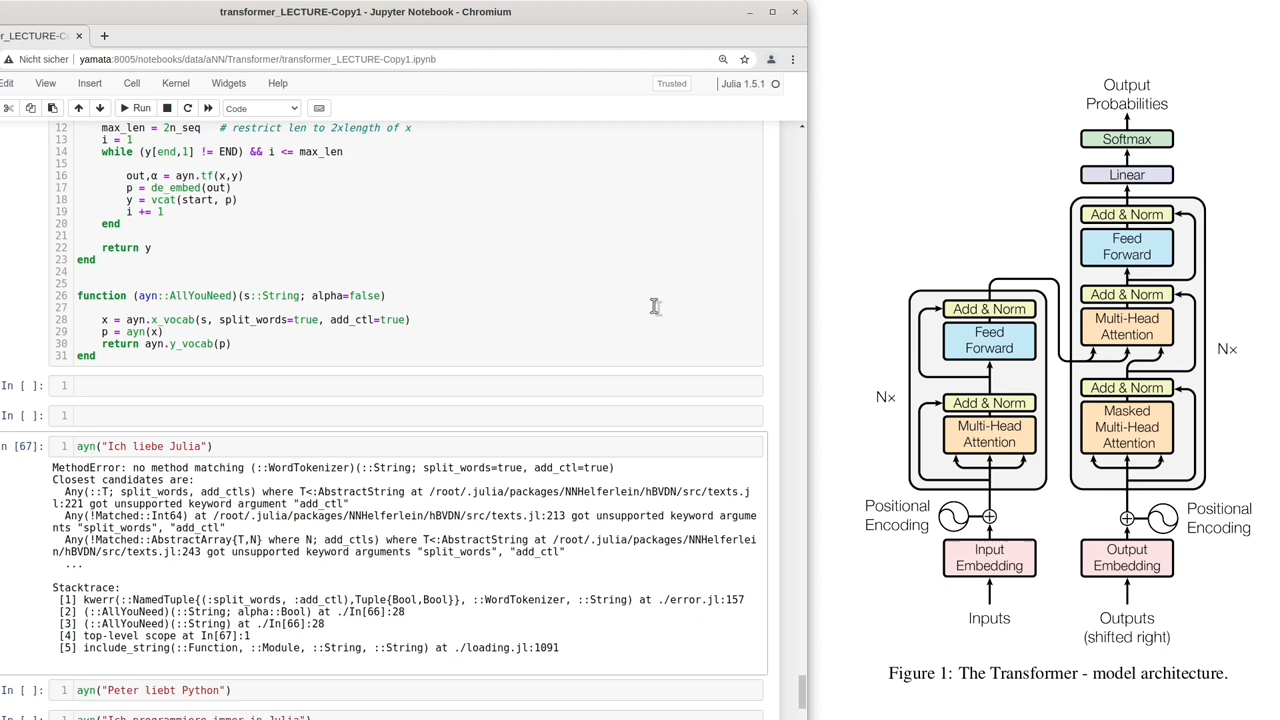 transformer_LECTURE-Copy1 - Jupyter Notebook - Chromium
r_LECTURE-C
Nicht sicher yamata:8005/notebooks/data/aNN/Transformer/transformer_LECTURE-Copy1.ipynb
Edit View Insert Cell Kernel Widgets Help Trusted Julia 1.5.1
Run Code
12 max_len = 2n_seq # restrict len to 2xlength of x
13 i = 1
14 while (y[end,1] != END) && i <= max_len
15
16 out,α = ayn.tf(x,y)
17 p = de_embed(out)
18 y = vcat(start, p)
19 i += 1
20 end
21
22 return y
23 end
24
25
26 function (ayn::AllYouNeed)(s::String; alpha=false)
27
28 x = ayn.x_vocab(s, split_words=true, add_ctl=true)
29 p = ayn(x)
30 return ayn.y_vocab(p)
31 end
In [ ]: 1
In [ ]: 1
n [67]: 1 ayn("Ich liebe Julia")
MethodError: no method matching (::WordTokenizer)(::String; split_words=true, add_ctl=true)
Closest candidates are:
Any(::T; split_words, add_ctls) where T<:AbstractString at /root/.julia/packages/NNHelferlein/hBVDN/src/texts.j
l:221 got unsupported keyword argument "add_ctl"
Any(!Matched::Int64) at /root/.julia/packages/NNHelferlein/hBVDN/src/texts.jl:213 got unsupported keyword argume
nts "split_words", "add_ctl"
Any(!Matched::AbstractArray{T,N} where N; add_ctls) where T<:AbstractString at /root/.julia/packages/NNHelferlei
n/hBVDN/src/texts.jl:243 got unsupported keyword arguments "split_words", "add_ctl"
...
Stacktrace:
[1] kwerr(::NamedTuple{(:split_words, :add_ctl),Tuple{Bool,Bool}}, ::WordTokenizer, ::String) at ./error.jl:157
[2] (::AllYouNeed)(::String; alpha::Bool) at ./In[66]:28
[3] (::AllYouNeed)(::String) at ./In[66]:28
[4] top-level scope at In[67]:1
[5] include_string(::Function, ::Module, ::String, ::String) at ./loading.jl:1091
In [ ]: 1 ayn("Peter liebt Python")
ayn("Ich programmiere immer in Julia")
Output
Probabilities
Softmax
Linear
Add & Norm
Feed
Forward
Add & Norm
Multi-Head
Attention
Add & Norm
Masked
Multi-Head
Attention
N×
Add & Norm
Feed
Forward
Add & Norm
Multi-Head
Attention
N×
Positional
Encoding
Positional
Encoding
Input
Embedding
Output
Embedding
Inputs
Outputs
(shifted right)
Figure 1: The Transformer - model architecture.